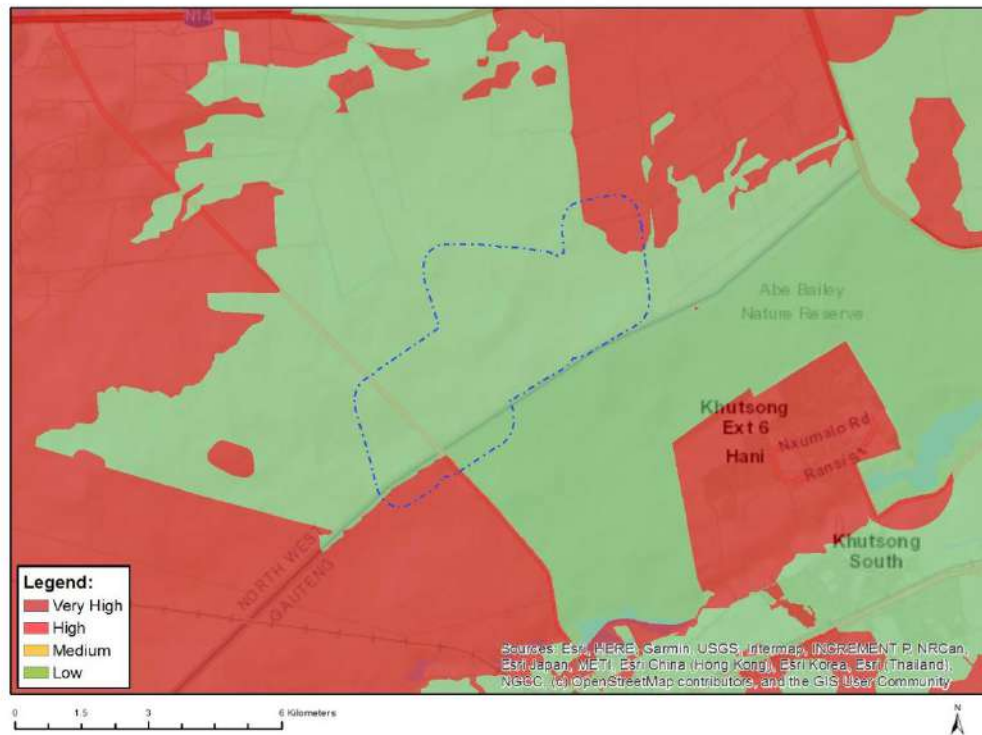 N14
Abe Bailey
Nature Reserve
Khutsong
Ext 6
Hani
Nxumalo Rd
Ransi St
Khutsong
South
NORTH WEST
GAUTENG
Legend:
Very High
High
Medium
Low
Sources: Esri, HERE, Garmin, USGS, Intermap, INCREMENT P, NRCan,
Esri Japan, METI, Esri China (Hong Kong), Esri Korea, Esri (Thailand),
NGCC, (c) OpenStreetMap contributors, and the GIS User Community
0 1.5 3 6 Kilometers
N